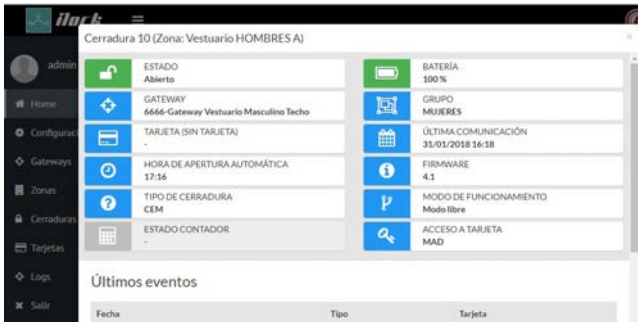 ilock
Cerradura 10 (Zona: Vestuario HOMBRES A)
×
admin
Home
Configurac
Gateways
Zonas
Cerraduras
Tarjetas
Logs
Salir
ESTADO
Abierto
BATERÍA
100 %
GATEWAY
6666-Gateway Vestuario Masculino Techo
GRUPO
MUJERES
TARJETA (SIN TARJETA)
-
ÚLTIMA COMUNICACIÓN
31/01/2018 16:18
HORA DE APERTURA AUTOMÁTICA
17:16
FIRMWARE
4.1
TIPO DE CERRADURA
CEM
MODO DE FUNCIONAMIENTO
Modo libre
ESTADO CONTADOR
-
ACCESO A TARJETA
MAD
Últimos eventos
Fecha Tipo Tarjeta